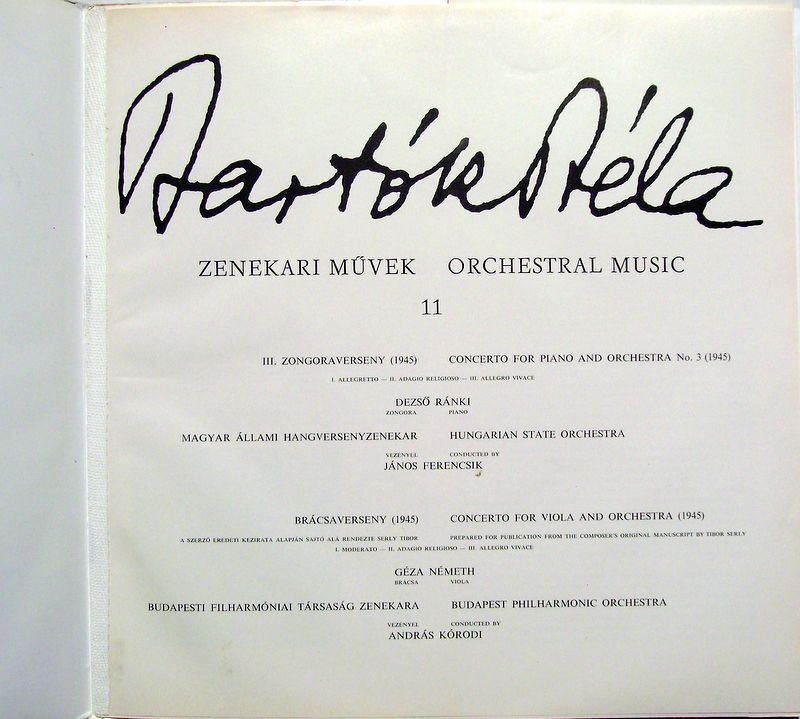 Bartók Béla
ZENEKARI MŰVEK ORCHESTRAL MUSIC
11
III. ZONGORAVERSENY (1945) CONCERTO FOR PIANO AND ORCHESTRA No. 3 (1945)
I. ALLEGRETTO — II. ADAGIO RELIGIOSO — III. ALLEGRO VIVACE
DEZSŐ RÁNKI
ZONGORA PIANO
MAGYAR ÁLLAMI HANGVERSENYZENEKAR HUNGARIAN STATE ORCHESTRA
VEZÉNYEL CONDUCTED BY
JÁNOS FERENCSIK
BRÁCSAVERSENY (1945) CONCERTO FOR VIOLA AND ORCHESTRA (1945)
A SZERZŐ EREDETI KÉZIRATA ALAPJÁN SAJTÓ ALÁ RENDEZTE SERLY TIBOR PREPARED FOR PUBLICATION FROM THE COMPOSER'S ORIGINAL MANUSCRIPT BY TIBOR SERLY
I. MODERATO — II. ADAGIO RELIGIOSO — III. ALLEGRO VIVACE
GÉZA NÉMETH
BRÁCSA VIOLA
BUDAPESTI FILHARMÓNIAI TÁRSASÁG ZENEKARA BUDAPEST PHILHARMONIC ORCHESTRA
VEZÉNYEL CONDUCTED BY
ANDRÁS KÓRODI